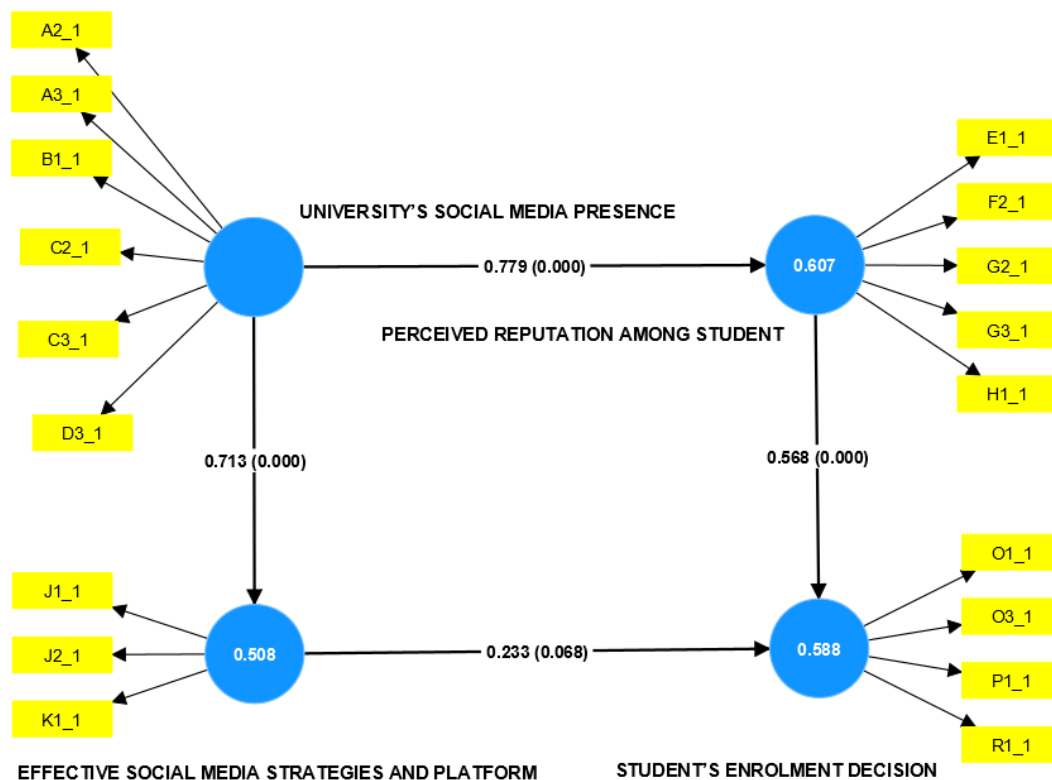 A2_1
A3_1
B1_1
C2_1
C3_1
D3_1
UNIVERSITY'S SOCIAL MEDIA PRESENCE
0.779 (0.000)
0.607
PERCEIVED REPUTATION AMONG STUDENT
E1_1
F2_1
G2_1
G3_1
H1_1
0.713 (0.000)
0.568 (0.000)
J1_1
J2_1
K1_1
0.508
0.233 (0.068)
0.588
O1_1
O3_1
P1_1
R1_1
EFFECTIVE SOCIAL MEDIA STRATEGIES AND PLATFORM
STUDENT'S ENROLMENT DECISION